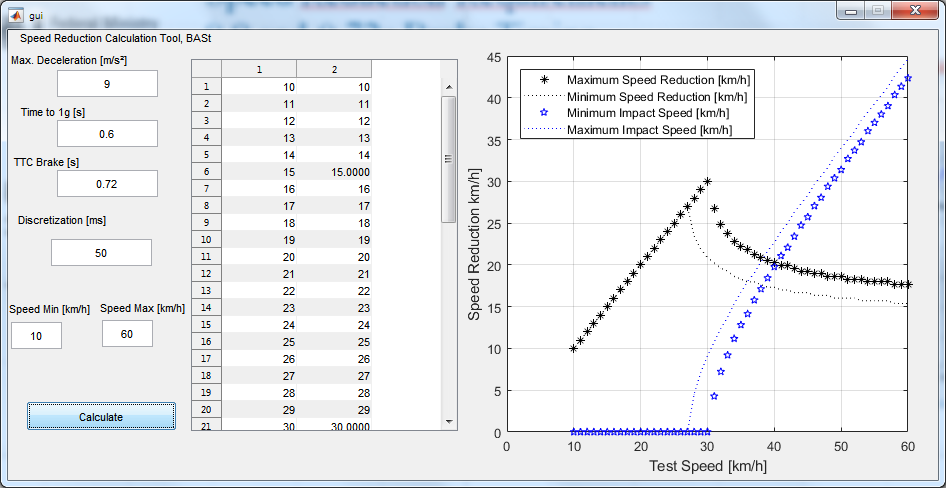 gui
Speed Reduction Calculation Tool, BASt
Max. Deceleration [m/s²]
9
Time to 1g [s]
0.6
TTC Brake [s]
0.72
Discretization [ms]
50
Speed Min [km/h] Speed Max [km/h]
10 60
Calculate
1 2
1 10 10
2 11 11
3 12 12
4 13 13
5 14 14
6 15 15.0000
7 16 16
8 17 17
9 18 18
10 19 19
11 20 20
12 21 21
13 22 22
14 23 23
15 24 24
16 25 25
17 26 26
18 27 27
19 28 28
20 29 29
21 30 30.0000
Maximum Speed Reduction [km/h]
Minimum Speed Reduction [km/h]
Minimum Impact Speed [km/h]
Maximum Impact Speed [km/h]
Speed Reduction km/h]
45
40
35
30
25
20
15
10
5
0
0 10 20 30 40 50 60
Test Speed [km/h]